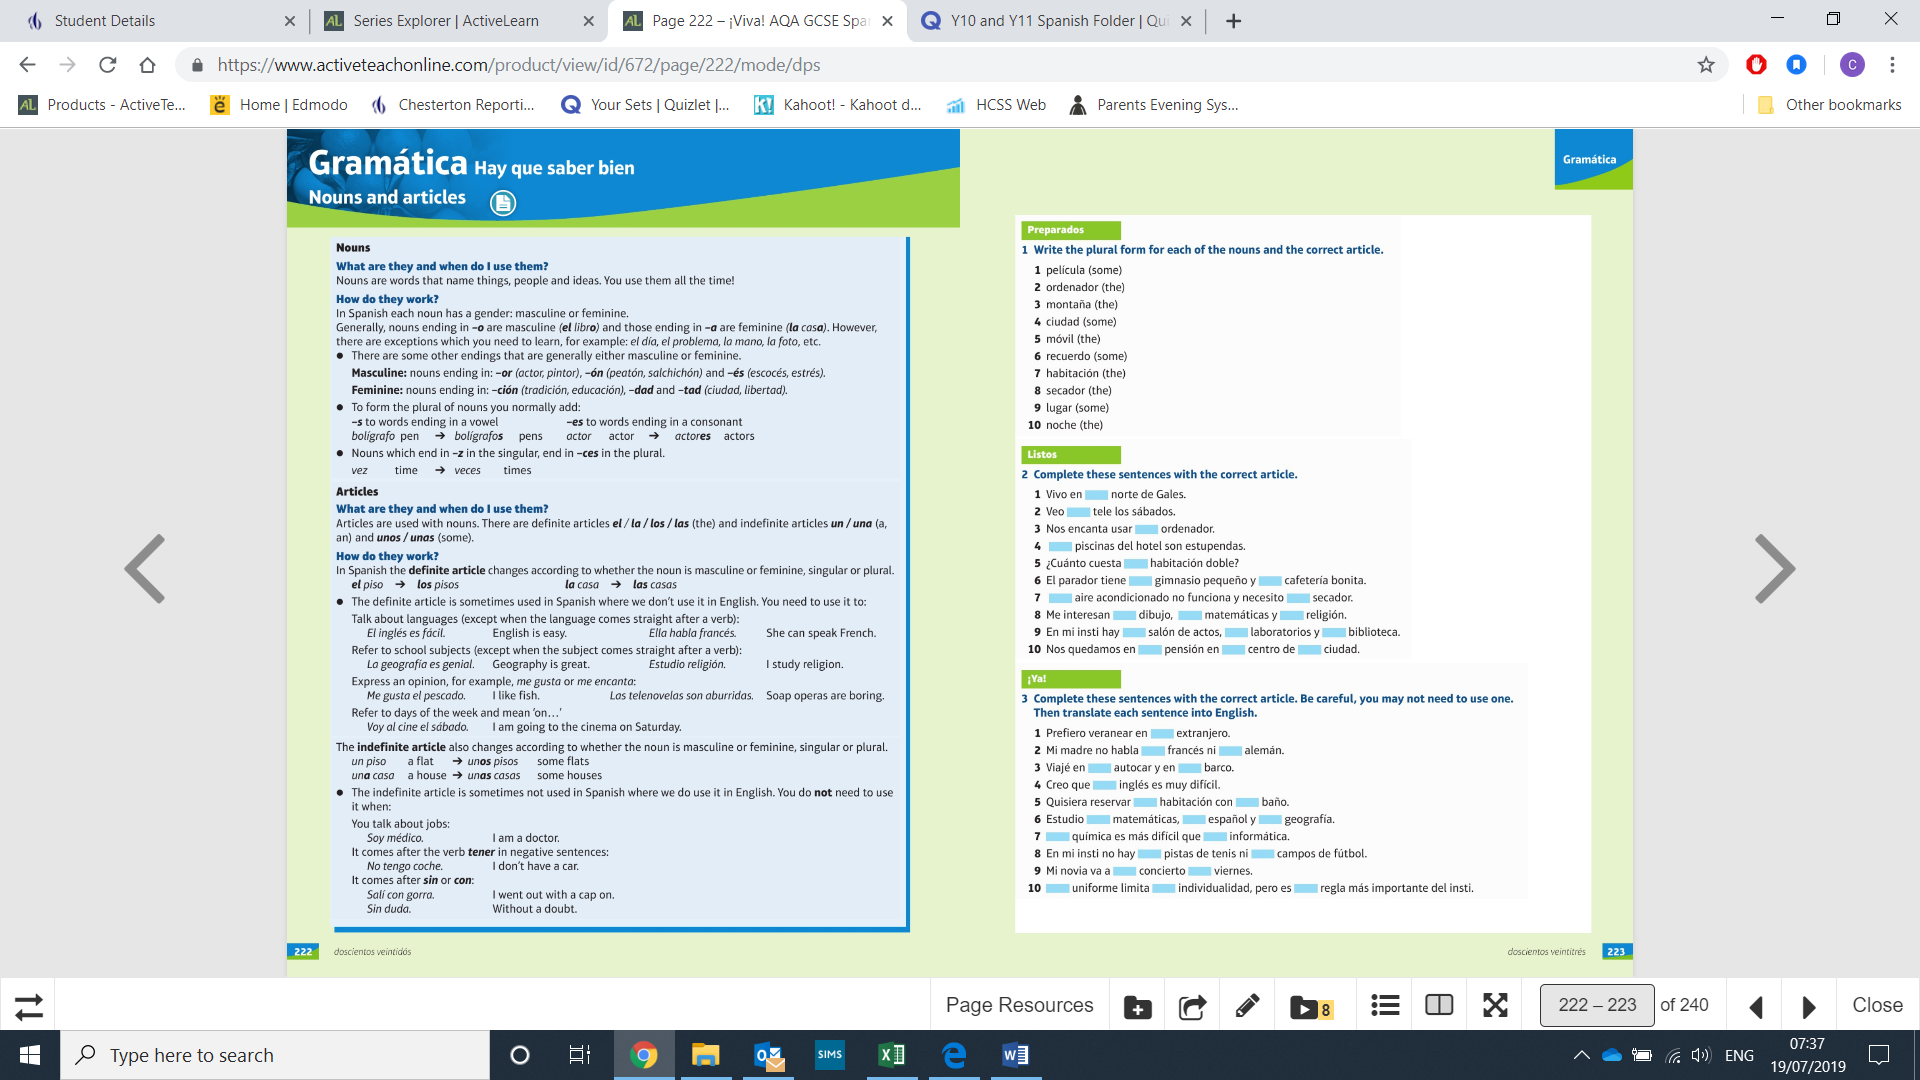 Student Details
Series Explorer | ActiveLearn
Page 222 – ¡Viva! AQA GCSE Spa
Y10 and Y11 Spanish Folder | Qui
https://www.activeteachonline.com/product/view/id/672/page/222/mode/dps
C
Products - ActiveTe...
Home | Edmodo
Chesterton Reporti...
Your Sets | Quizlet |...
Kahoot! - Kahoot d...
HCSS Web
Parents Evening Sys...
Other bookmarks
Gramática Hay que saber bien
Nouns and articles
Nouns
What are they and when do I use them?
Nouns are words that name things, people and ideas. You use them all the time!
How do they work?
In Spanish each noun has a gender: masculine or feminine.
Generally, nouns ending in –o are masculine (el libro) and those ending in –a are feminine (la casa). However,
there are exceptions which you need to learn, for example: el día, el problema, la mano, la foto, etc.
● There are some other endings that are generally either masculine or feminine.
Masculine: nouns ending in: –or (actor, pintor), –ón (peatón, salchichón) and –és (escocés, estrés).
Feminine: nouns ending in: –ción (tradición, educación), –dad and –tad (ciudad, libertad).
● To form the plural of nouns you normally add:
–s to words ending in a vowel –es to words ending in a consonant
bolígrafo pen → bolígrafos pens actor actor → actores actors
● Nouns which end in –z in the singular, end in –ces in the plural.
vez time → veces times
Articles
What are they and when do I use them?
Articles are used with nouns. There are definite articles el / la / los / las (the) and indefinite articles un / una (a,
an) and unos / unas (some).
How do they work?
In Spanish the definite article changes according to whether the noun is masculine or feminine, singular or plural.
el piso → los pisos la casa → las casas
● The definite article is sometimes used in Spanish where we don't use it in English. You need to use it to:
Talk about languages (except when the language comes straight after a verb):
El inglés es fácil. English is easy. Ella habla francés. She can speak French.
Refer to school subjects (except when the subject comes straight after a verb):
La geografía es genial. Geography is great. Estudio religión. I study religion.
Express an opinion, for example, me gusta or me encanta:
Me gusta el pescado. I like fish. Las telenovelas son aburridas. Soap operas are boring.
Refer to days of the week and mean 'on…'
Voy al cine el sábado. I am going to the cinema on Saturday.
The indefinite article also changes according to whether the noun is masculine or feminine, singular or plural.
un piso a flat → unos pisos some flats
una casa a house → unas casas some houses
● The indefinite article is sometimes not used in Spanish where we do use it in English. You do not need to use
it when:
You talk about jobs:
Soy médico. I am a doctor.
It comes after the verb tener in negative sentences:
No tengo coche. I don't have a car.
It comes after sin or con:
Salí con gorra. I went out with a cap on.
Sin duda. Without a doubt.
222 doscientos veintidós
Gramática
Preparados
1 Write the plural form for each of the nouns and the correct article.
1 película (some)
2 ordenador (the)
3 montaña (the)
4 ciudad (some)
5 móvil (the)
6 recuerdo (some)
7 habitación (the)
8 secador (the)
9 lugar (some)
10 noche (the)
Listos
2 Complete these sentences with the correct article.
1 Vivo en norte de Gales.
2 Veo tele los sábados.
3 Nos encanta usar ordenador.
4 piscinas del hotel son estupendas.
5 ¿Cuánto cuesta habitación doble?
6 El parador tiene gimnasio pequeño y cafetería bonita.
7 aire acondicionado no funciona y necesito secador.
8 Me interesan dibujo, matemáticas y religión.
9 En mi insti hay salón de actos, laboratorios y biblioteca.
10 Nos quedamos en pensión en centro de ciudad.
¡Ya!
3 Complete these sentences with the correct article. Be careful, you may not need to use one.
Then translate each sentence into English.
1 Prefiero veranear en extranjero.
2 Mi madre no habla francés ni alemán.
3 Viajé en autocar y en barco.
4 Creo que inglés es muy difícil.
5 Quisiera reservar habitación con baño.
6 Estudio matemáticas, español y geografía.
7 química es más difícil que informática.
8 En mi insti no hay pistas de tenis ni campos de fútbol.
9 Mi novia va a concierto viernes.
10 uniforme limita individualidad, pero es regla más importante del insti.
doscientos veintitrés 223
Page Resources
8
222 – 223 of 240
Close
Type here to search
SIMS
ENG
07:37
19/07/2019